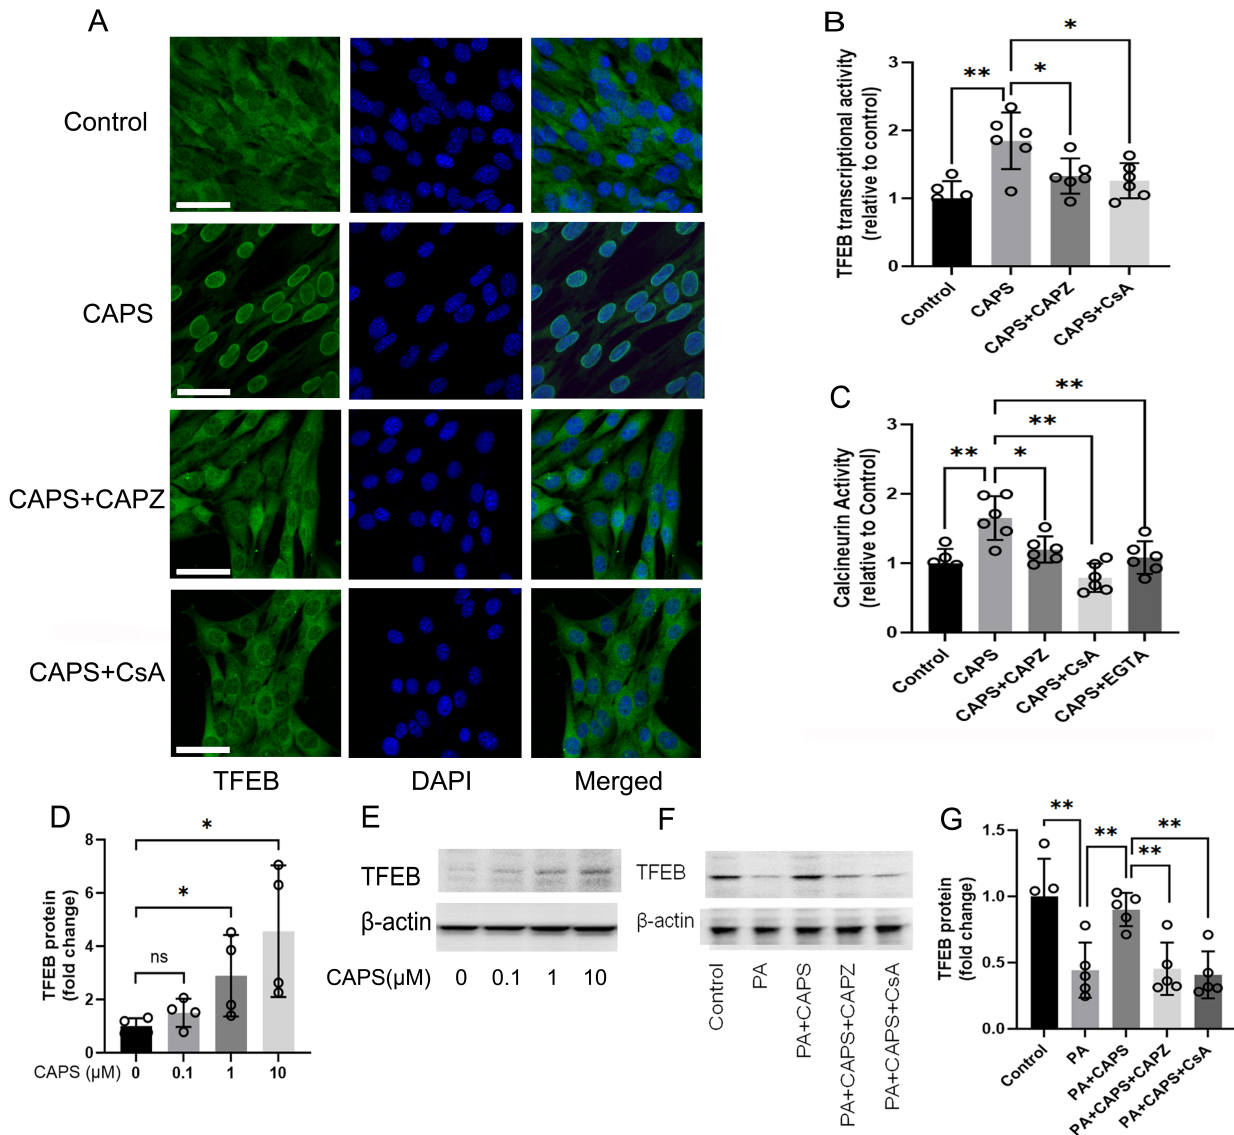 A
Control
CAPS
CAPS+CAPZ
CAPS+CsA
TFEB
DAPI
Merged
B
TFEB transcriptional activity
(relative to control)
3
2
1
0
**
*
*
Control
CAPS
CAPS+CAPZ
CAPS+CsA
C
Calcineurin Activity
(relative to Control)
3
2
1
0
**
*
**
**
Control
CAPS
CAPS+CAPZ
CAPS+CsA
CAPS+EGTA
D
TFEB protein
(fold change)
8
6
4
2
0
ns
*
*
CAPS (μM) 0 0.1 1 10
E
TFEB
β-actin
CAPS(μM) 0 0.1 1 10
F
TFEB
β-actin
Control
PA
PA+CAPS
PA+CAPS+CAPZ
PA+CAPS+CsA
G
TFEB protein
(fold change)
1.5
1.0
0.5
0.0
**
**
**
**
Control
PA
PA+CAPS
PA+CAPS+CAPZ
PA+CAPS+CsA